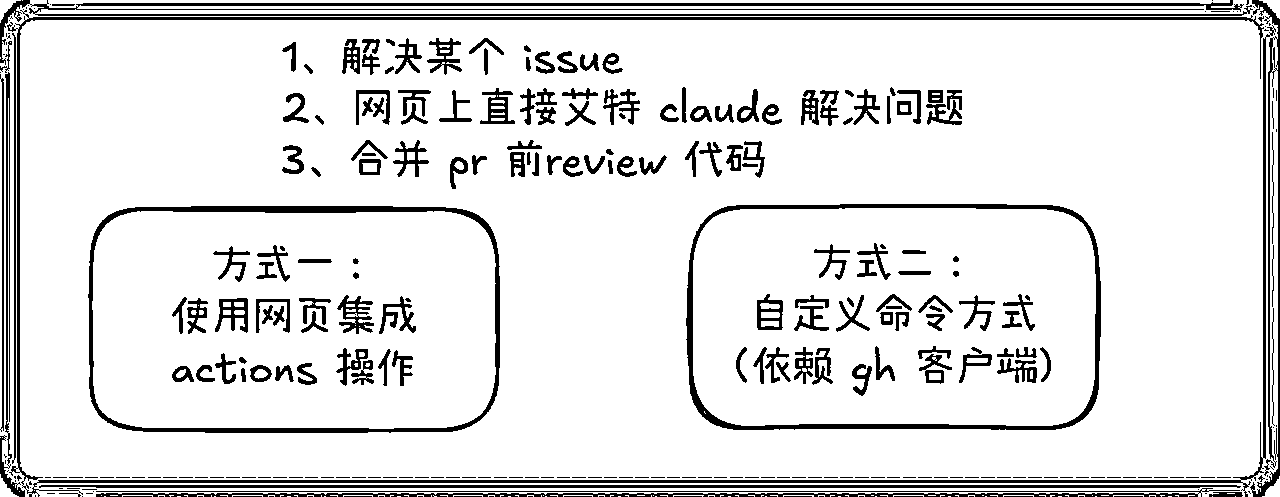 1、解决某个 issue
2、网页上直接艾特 claude 解决问题
3、合并 pr 前review 代码
方式一：
使用网页集成
actions 操作
方式二：
自定义命令方式
（依赖 gh 客户端）